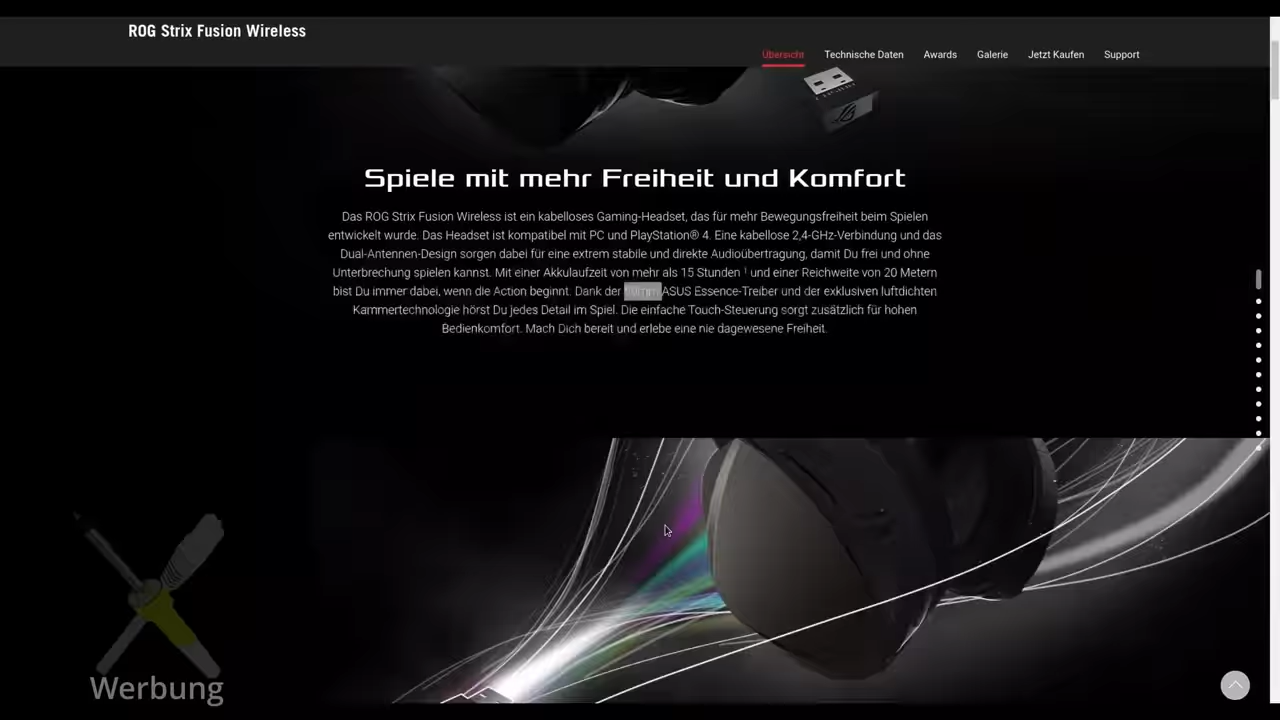 ROG Strix Fusion Wireless
Übersicht Technische Daten Awards Galerie Jetzt Kaufen Support
Spiele mit mehr Freiheit und Komfort
Das ROG Strix Fusion Wireless ist ein kabelloses Gaming-Headset, das für mehr Bewegungsfreiheit beim Spielen
entwickelt wurde. Das Headset ist kompatibel mit PC und PlayStation® 4. Eine kabellose 2,4-GHz-Verbindung und das
Dual-Antennen-Design sorgen dabei für eine extrem stabile und direkte Audioübertragung, damit Du frei und ohne
Unterbrechung spielen kannst. Mit einer Akkulaufzeit von mehr als 15 Stunden ¹ und einer Reichweite von 20 Metern
bist Du immer dabei, wenn die Action beginnt. Dank der ASUS Essence-Treiber und der exklusiven luftdichten
Kammertechnologie hörst Du jedes Detail im Spiel. Die einfache Touch-Steuerung sorgt zusätzlich für hohen
Bedienkomfort. Mach Dich bereit und erlebe eine nie dagewesene Freiheit.
Werbung